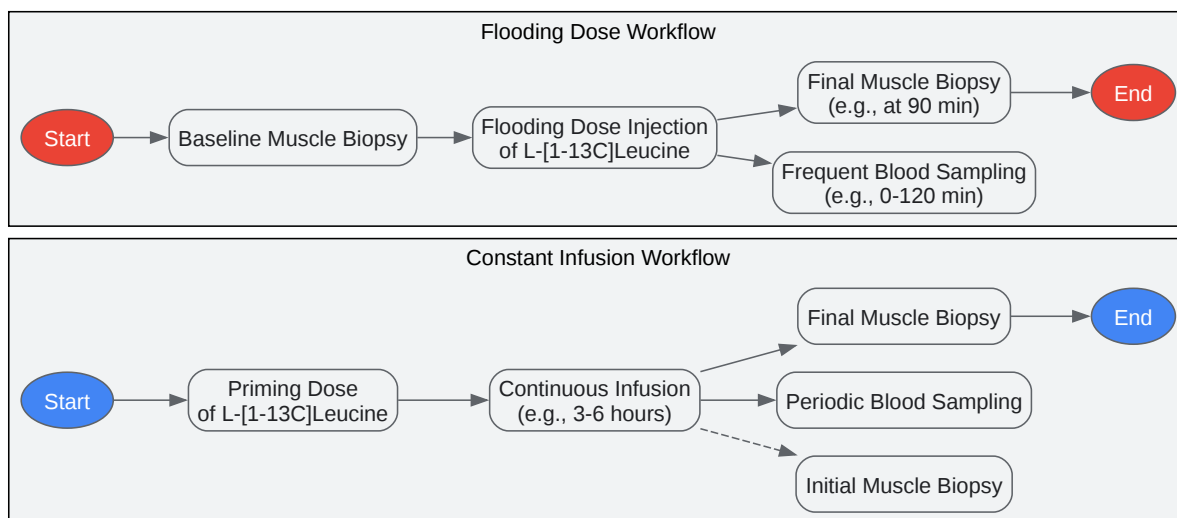 Flooding Dose Workflow
Start
Baseline Muscle Biopsy
Flooding Dose Injection
of L-[1-13C]Leucine
Final Muscle Biopsy
(e.g., at 90 min)
End
Frequent Blood Sampling
(e.g., 0-120 min)
Constant Infusion Workflow
Start
Priming Dose
of L-[1-13C]Leucine
Continuous Infusion
(e.g., 3-6 hours)
Final Muscle Biopsy
End
Periodic Blood Sampling
Initial Muscle Biopsy